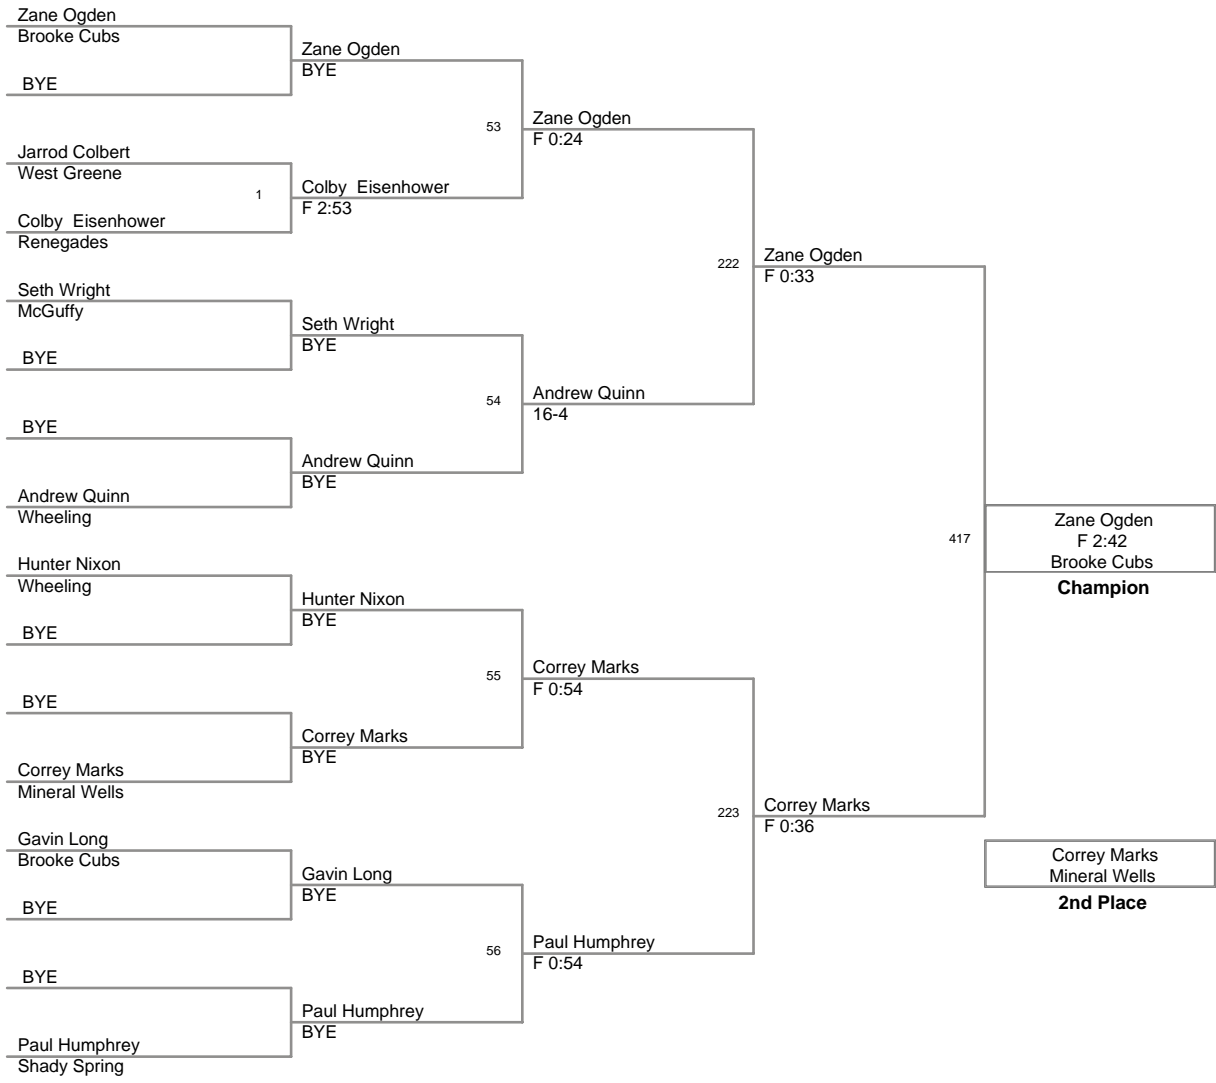 Zane Ogden
Brooke Cubs
BYE
Jarrod Colbert
West Greene
1
Colby  Eisenhower
Renegades
Seth Wright
McGuffy
BYE
BYE
Andrew Quinn
Wheeling
Hunter Nixon
Wheeling
BYE
BYE
Correy Marks
Mineral Wells
Gavin Long
Brooke Cubs
BYE
BYE
Paul Humphrey
Shady Spring
Zane Ogden
BYE
53
Colby  Eisenhower
F 2:53
Seth Wright
BYE
54
Andrew Quinn
BYE
Hunter Nixon
BYE
55
Correy Marks
BYE
Gavin Long
BYE
56
Paul Humphrey
BYE
Zane Ogden
F 0:24
222
Andrew Quinn
16-4
Correy Marks
F 0:54
223
Paul Humphrey
F 0:54
Zane Ogden
F 0:33
417
Correy Marks
F 0:36
Zane Ogden
F 2:42
Brooke Cubs
Champion
Correy Marks
Mineral Wells
2nd Place